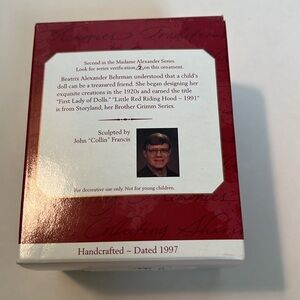 Second in the Madame Alexander Series.
Look for series verification 2 on this ornament.
Beatrix Alexander Behrman understood that a child's
doll can be a treasured friend. She began designing her
exquisite creations in the 1920s and earned the title
"First Lady of Dolls." "Little Red Riding Hood ~ 1991"
is from Storyland, her Brother Grimm Series.
Sculpted by
John "Collin" Francis
For decorative use only. Not for young children.
Handcrafted ~ Dated 1997